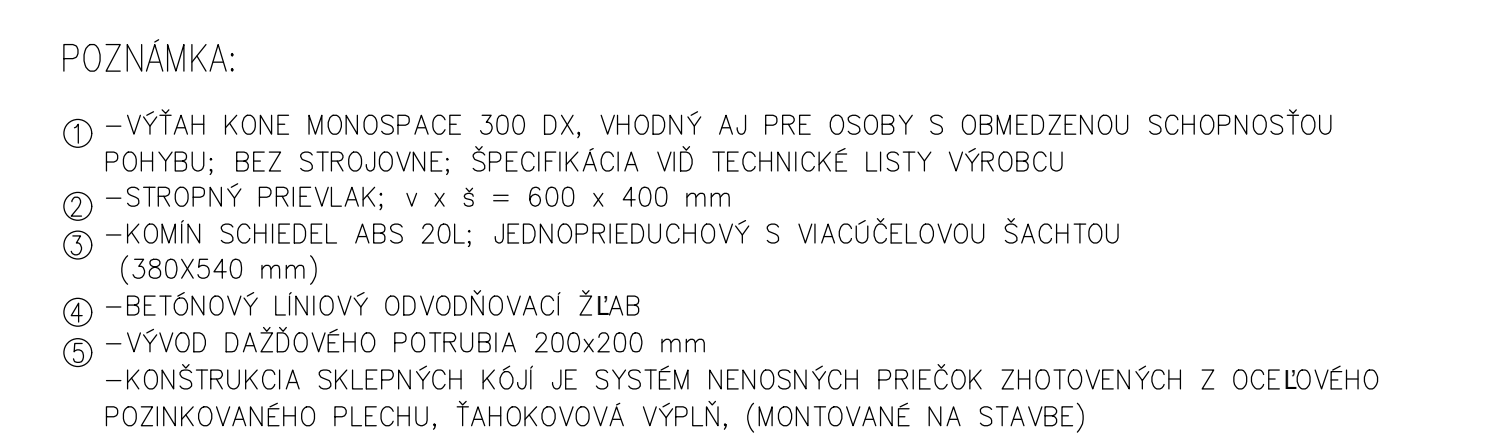 POZNÁMKA:
① –VÝŤAH KONE MONOSPACE 300 DX, VHODNÝ AJ PRE OSOBY S OBMEDZENOU SCHOPNOSŤOU
POHYBU; BEZ STROJOVNE; ŠPECIFIKÁCIA VIĎ TECHNICKÉ LISTY VÝROBCU
② –STROPNÝ PRIEVLAK; v x š = 600 x 400 mm
③ –KOMÍN SCHIEDEL ABS 20L; JEDNOPRIEDUCHOVÝ S VIACÚČELOVOU ŠACHTOU
(380X540 mm)
④ –BETÓNOVÝ LÍNIOVÝ ODVODŇOVACÍ ŽĽAB
⑤ –VÝVOD DAŽĎOVÉHO POTRUBIA 200x200 mm
–KONŠTRUKCIA SKLEPNÝCH KÓJÍ JE SYSTÉM NENOSNÝCH PRIEČOK ZHOTOVENÝCH Z OCEĽOVÉHO
POZINKOVANÉHO PLECHU, ŤAHOKOVOVÁ VÝPLŇ, (MONTOVANÉ NA STAVBE)